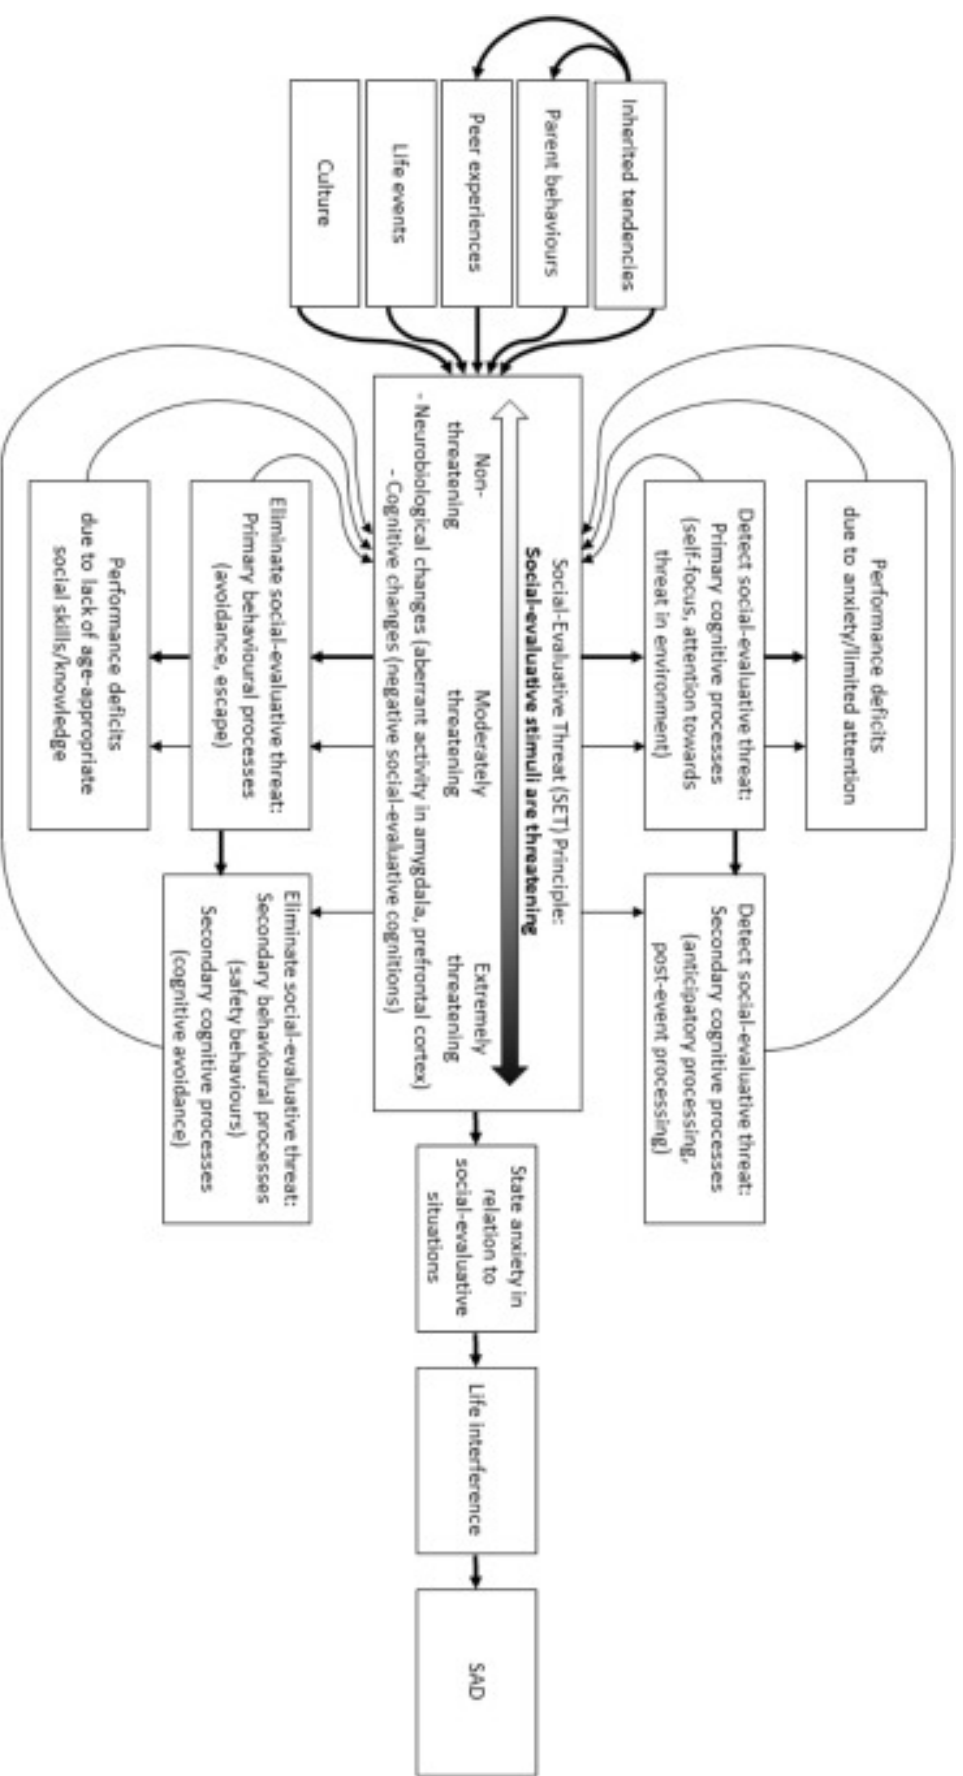 Inherited tendencies
Parent behaviours
Peer experiences
Life events
Culture
Performance deficits
due to anxiety/limited attention
Detect social-evaluative threat:
Primary cognitive processes
(self-focus, attention towards
threat in environment)
Detect social-evaluative threat:
Secondary cognitive processes
(anticipatory processing,
post-event processing)
Social-Evaluative Threat (SET) Principle:
Social-evaluative stimuli are threatening
Non-
threatening
Moderately
threatening
Extremely
threatening
- Neurobiological changes (aberrant activity in amygdala, prefrontal cortex)
- Cognitive changes (negative social-evaluative cognitions)
Eliminate social-evaluative threat:
Primary behavioural processes
(avoidance, escape)
Eliminate social-evaluative threat:
Secondary behavioural processes
(safety behaviours)
Secondary cognitive processes
(cognitive avoidance)
Performance deficits
due to lack of age-appropriate
social skills/knowledge
State anxiety in
relation to
social-evaluative
situations
Life interference
SAD